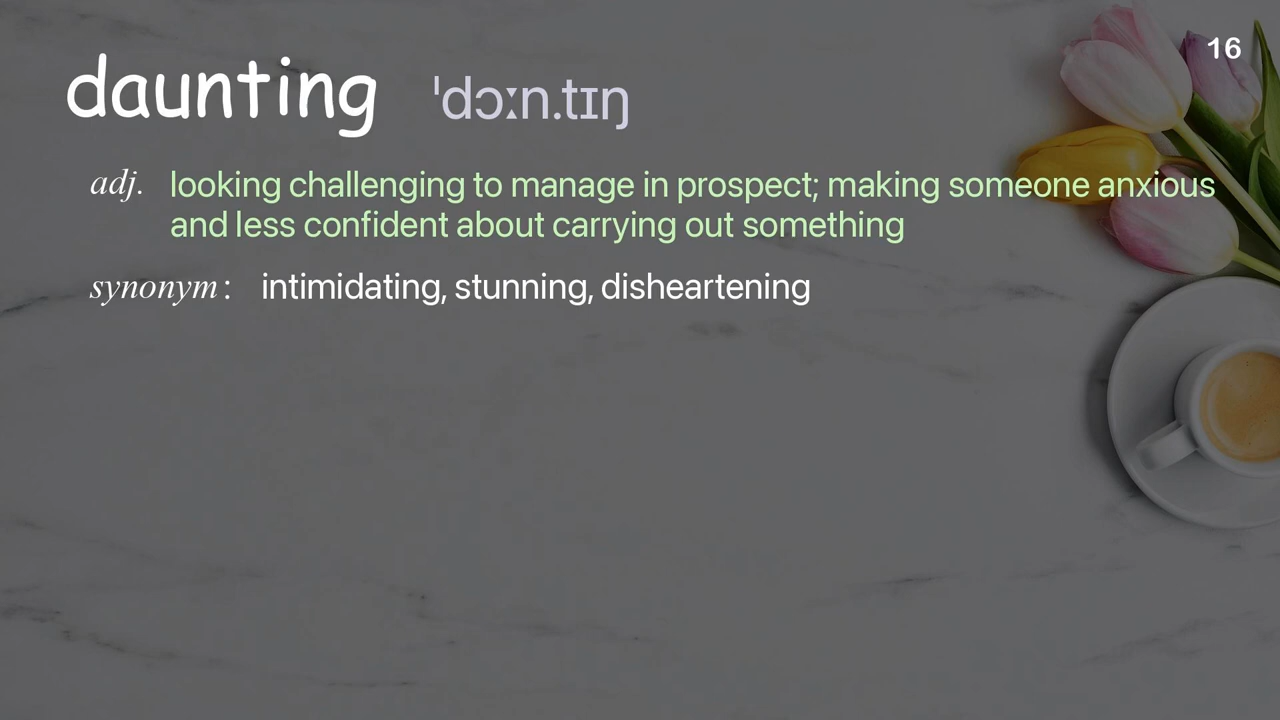 16
daunting ˈdɔːn.tɪŋ
adj. looking challenging to manage in prospect; making someone anxious
and less confident about carrying out something
synonym: intimidating, stunning, disheartening